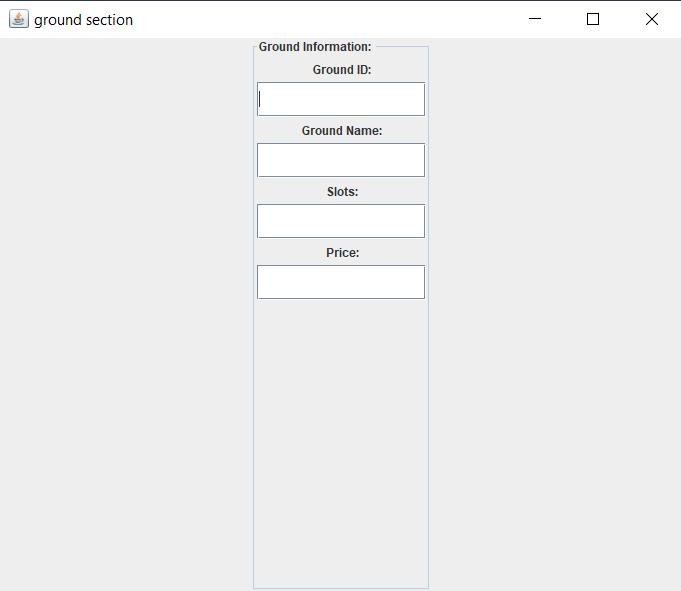 ground section
Ground Information:
Ground ID:
Ground Name:
Slots:
Price: